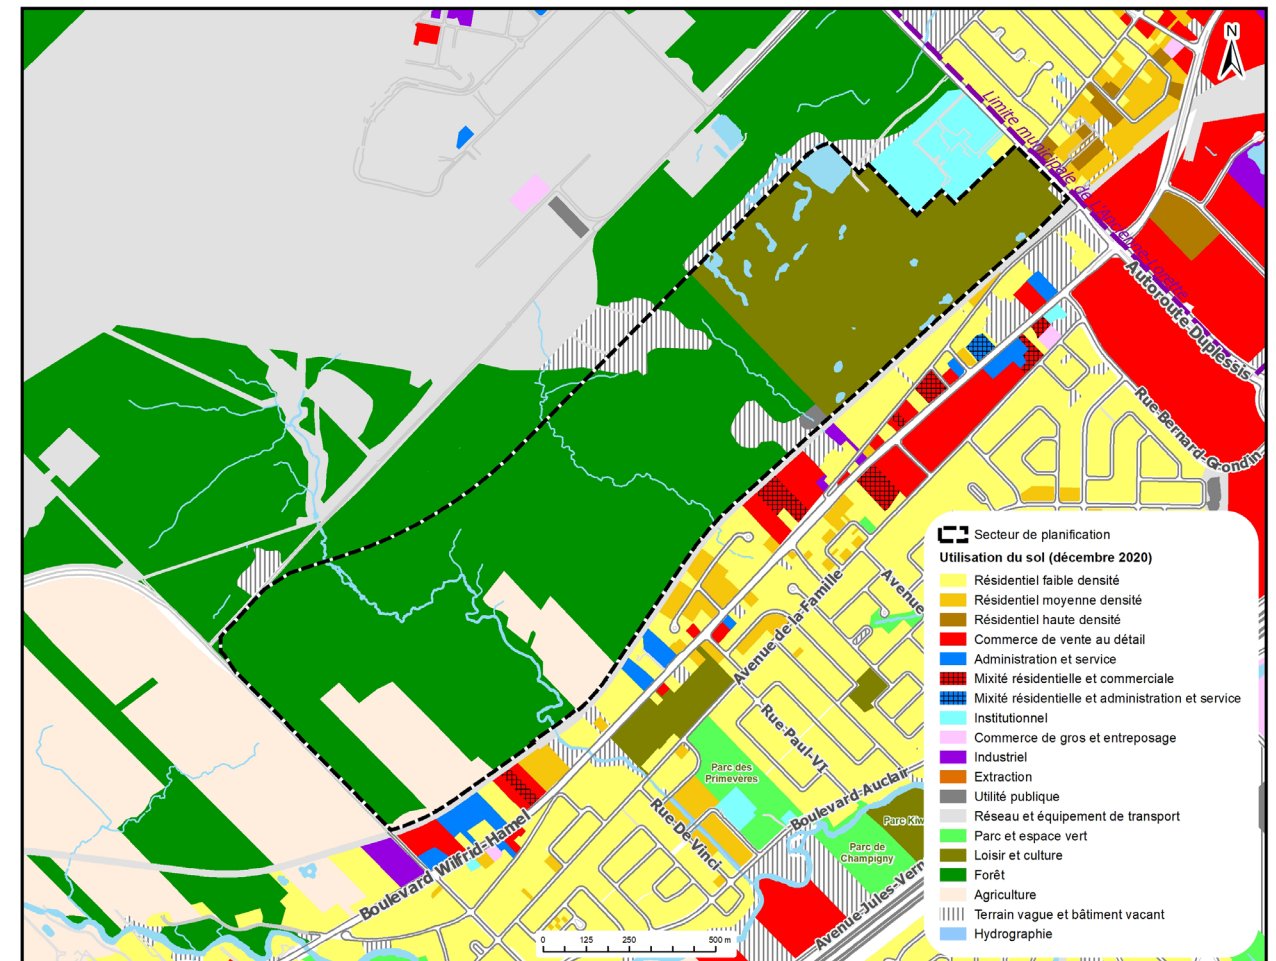 N
Limite municipale de L'Ancienne-Lorette
Autoroute Duplessis
Rue Bernard-Grondin
Avenue de la Famille
Avenue
Rue Paul-VI
Parc des
Primevères
Boulevard Auclair
Rue De Vinci
Parc de
Champigny
Boulevard Wilfrid-Hamel
0 125 250 500 m
Secteur de planification
Utilisation du sol (décembre 2020)
Résidentiel faible densité
Résidentiel moyenne densité
Résidentiel haute densité
Commerce de vente au détail
Administration et service
Mixité résidentielle et commerciale
Mixité résidentielle et administration et service
Institutionnel
Commerce de gros et entreposage
Industriel
Extraction
Utilité publique
Réseau et équipement de transport
Parc et espace vert
Loisir et culture
Forêt
Agriculture
Terrain vague et bâtiment vacant
Hydrographie
Parc Kiw
Avenue Jules-Vern